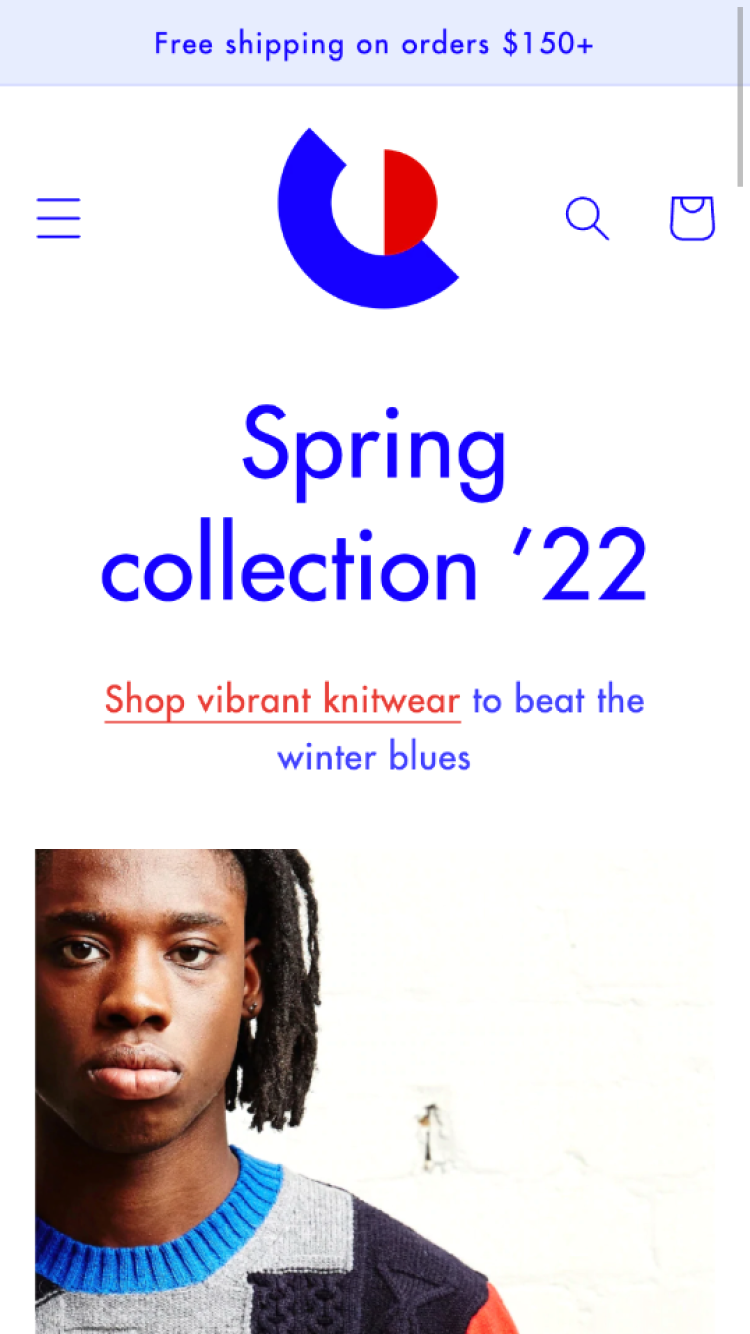 Free shipping on orders $150+
Spring
collection ’22
Shop vibrant knitwear to beat the
winter blues